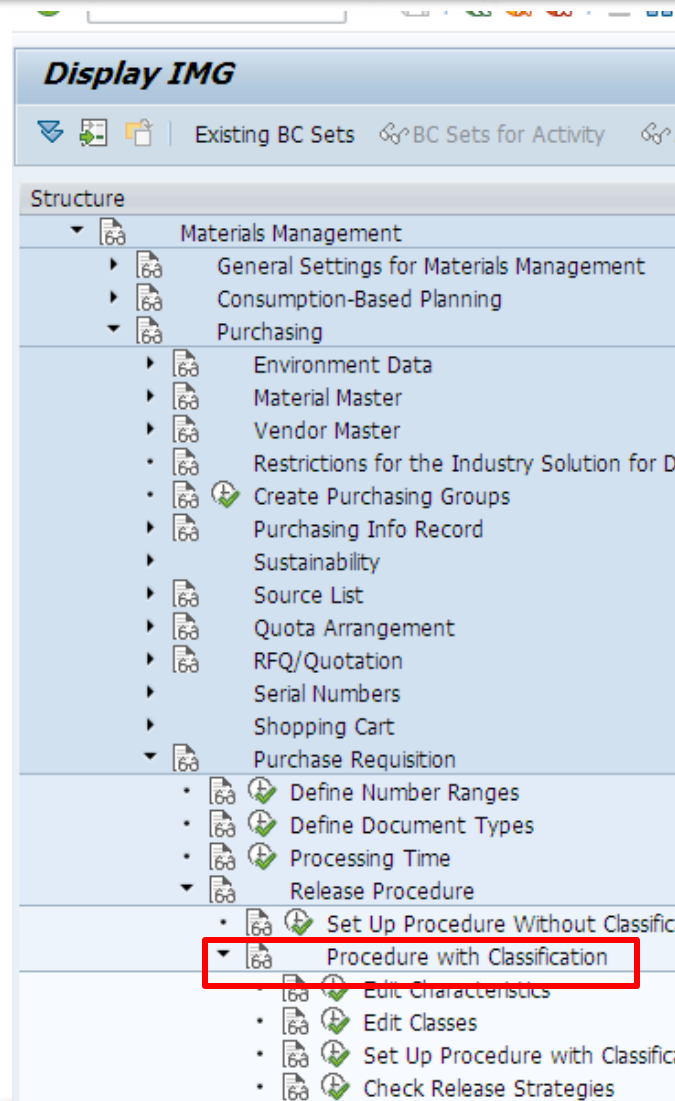 Display IMG
Existing BC Sets BC Sets for Activity
Structure
Materials Management
General Settings for Materials Management
Consumption-Based Planning
Purchasing
Environment Data
Material Master
Vendor Master
Restrictions for the Industry Solution for D
Create Purchasing Groups
Purchasing Info Record
Sustainability
Source List
Quota Arrangement
RFQ/Quotation
Serial Numbers
Shopping Cart
Purchase Requisition
Define Number Ranges
Define Document Types
Processing Time
Release Procedure
Set Up Procedure Without Classific
Procedure with Classification
Edit Characteristics
Edit Classes
Set Up Procedure with Classific
Check Release Strategies